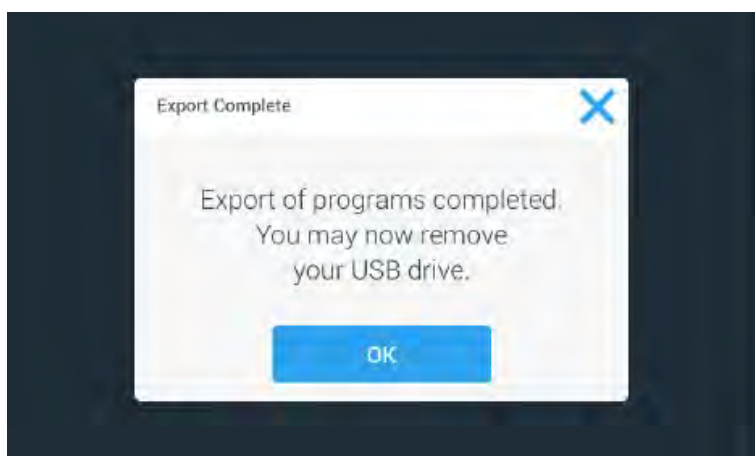 Export Complete
Export of programs completed.
You may now remove
your USB drive.
OK